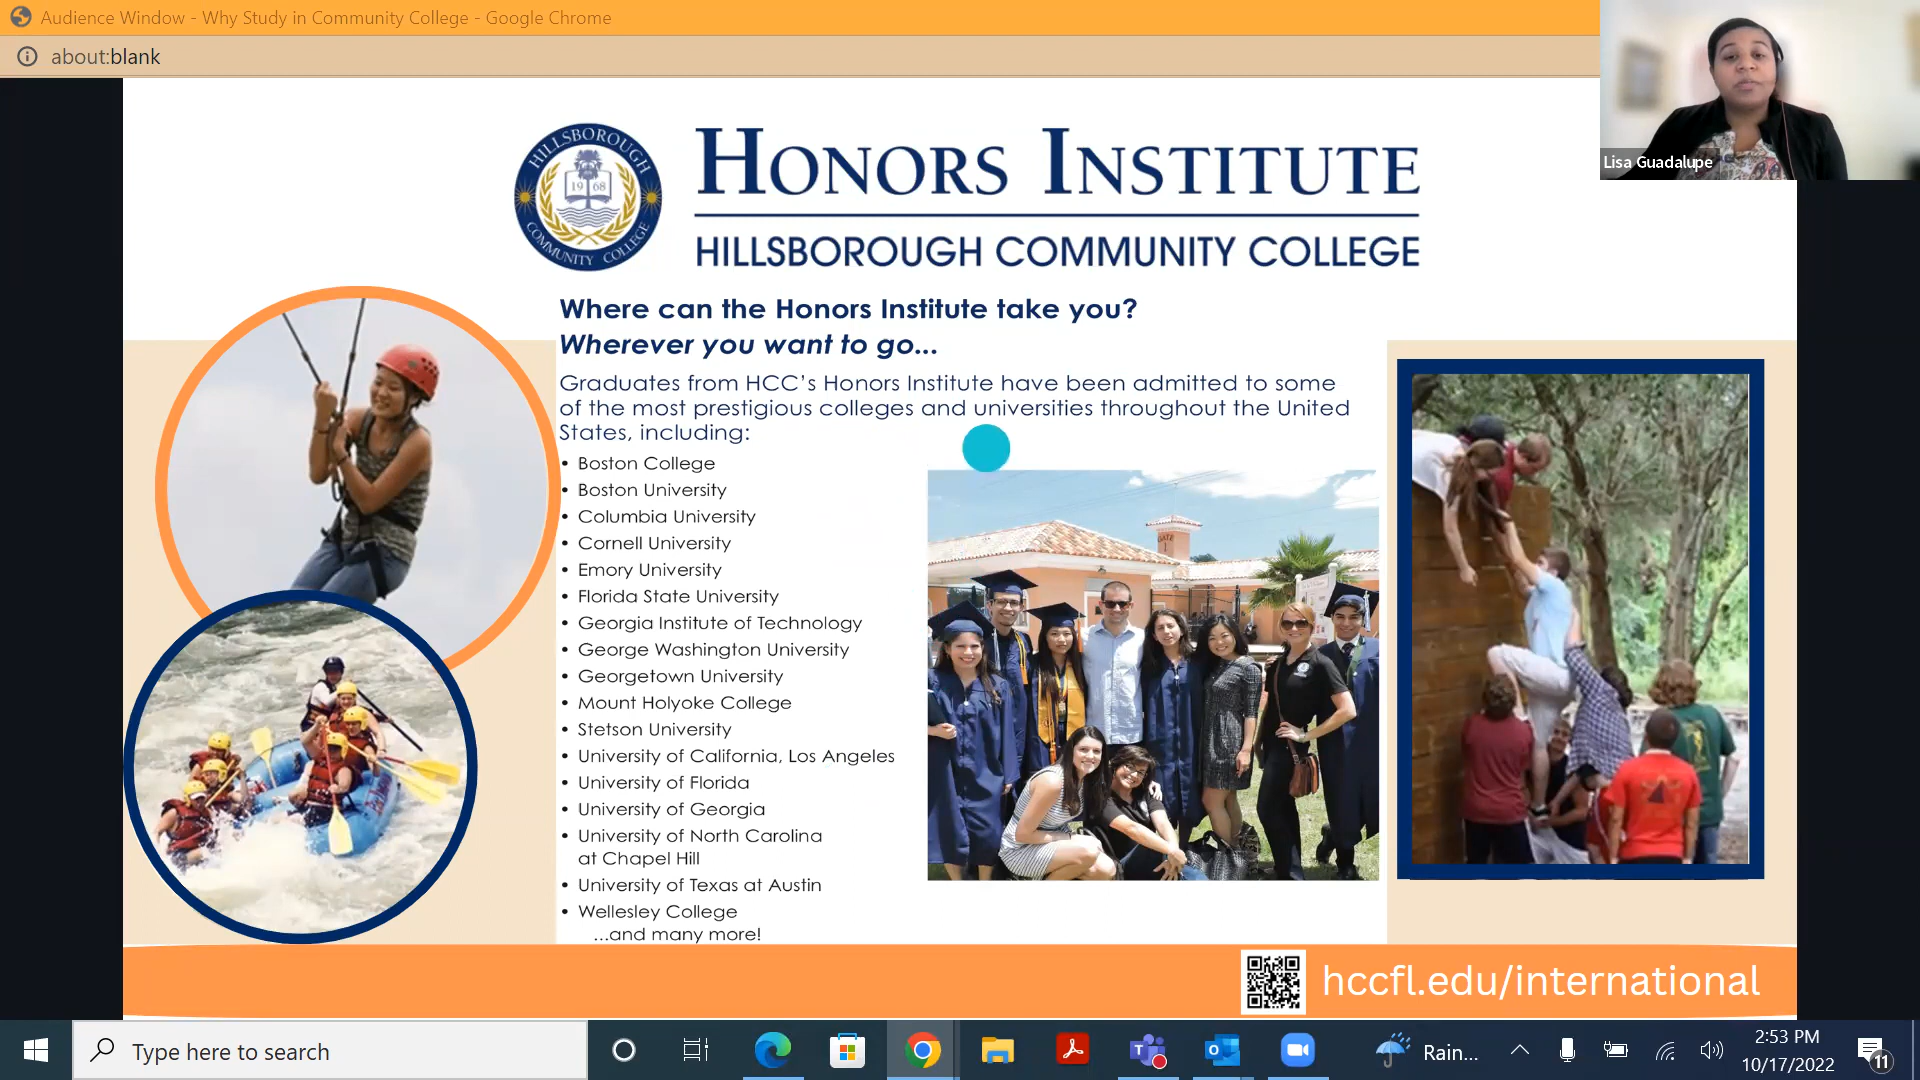 Audience Window - Why Study in Community College - Google Chrome
about:blank
Lisa Guadalupe
HILLSBOROUGH
1968
COMMUNITY COLLEGE
HONORS INSTITUTE
HILLSBOROUGH COMMUNITY COLLEGE
Where can the Honors Institute take you?
Wherever you want to go...
Graduates from HCC's Honors Institute have been admitted to some
of the most prestigious colleges and universities throughout the United
States, including:
• Boston College
• Boston University
• Columbia University
• Cornell University
• Emory University
• Florida State University
• Georgia Institute of Technology
• George Washington University
• Georgetown University
• Mount Holyoke College
• Stetson University
• University of California, Los Angeles
• University of Florida
• University of Georgia
• University of North Carolina
at Chapel Hill
• University of Texas at Austin
• Wellesley College
...and many more!
hccfl.edu/international
Type here to search
Rain...
2:53 PM
10/17/2022
11